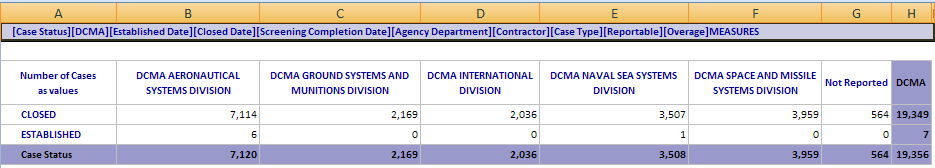 A B C D E F G H
[Case Status][DCMA][Established Date][Closed Date][Screening Completion Date][Agency Department][Contractor][Case Type][Reportable][Overage]MEASURES
Number of Cases as values DCMA AERONAUTICAL SYSTEMS DIVISION DCMA GROUND SYSTEMS AND MUNITIONS DIVISION DCMA INTERNATIONAL DIVISION DCMA NAVAL SEA SYSTEMS DIVISION DCMA SPACE AND MISSILE SYSTEMS DIVISION Not Reported DCMA
CLOSED 7,114 2,169 2,036 3,507 3,959 564 19,349
ESTABLISHED 6 0 0 1 0 0 7
Case Status 7,120 2,169 2,036 3,508 3,959 564 19,356